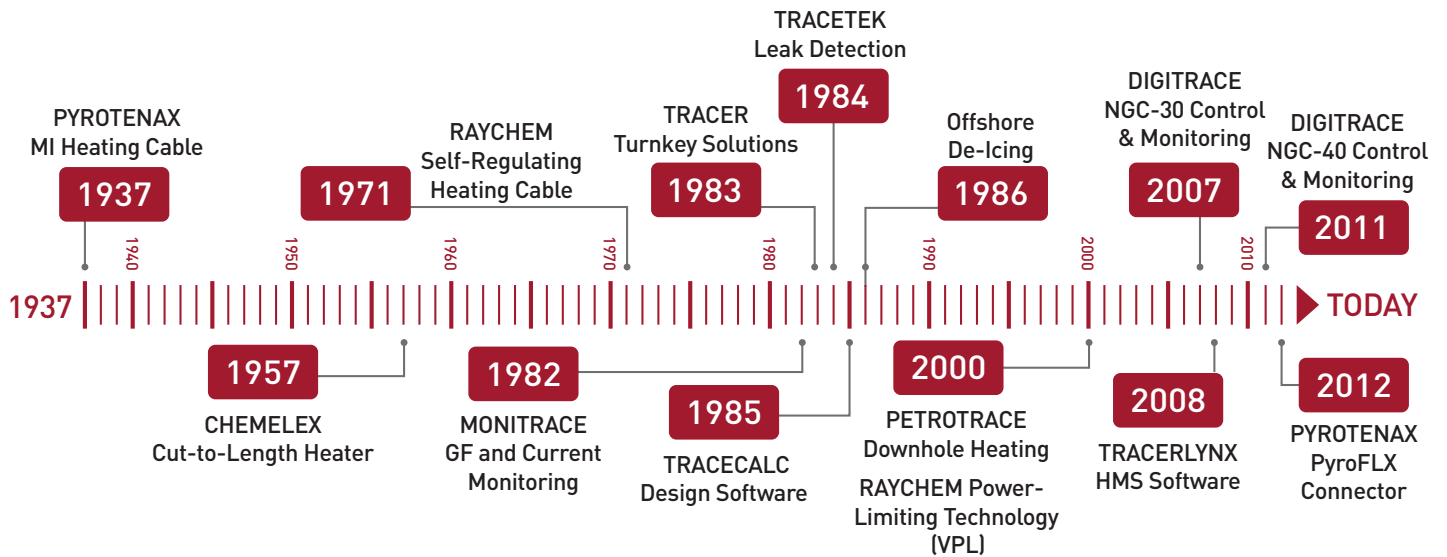 TRACETEK
Leak Detection
1984
PYROTENAX
MI Heating Cable
1937
RAYCHEM
Self-Regulating
Heating Cable
1971
TRACER
Turnkey Solutions
1983
Offshore
De-Icing
1986
DIGITRACE
NGC-30 Control
& Monitoring
2007
DIGITRACE
NGC-40 Control
& Monitoring
2011
1940
1950
1960
1970
1980
1990
2000
2010
1937
TODAY
1957
CHEMELEX
Cut-to-Length Heater
1982
MONITRACE
GF and Current
Monitoring
1985
TRACECALC
Design Software
2000
PETROTRACE
Downhole Heating
RAYCHEM Power-
Limiting Technology
(VPL)
2008
TRACERLYNX
HMS Software
2012
PYROTENAX
PyroFLX
Connector